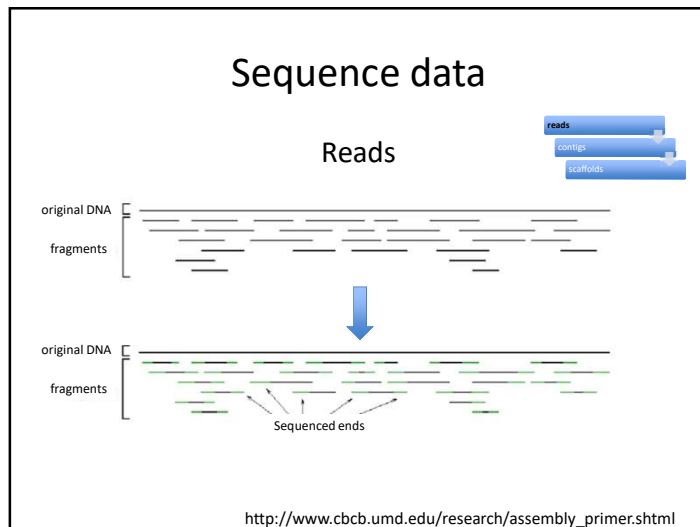 Sequence data
Reads
reads
contigs
scaffolds
original DNA
fragments
original DNA
fragments
Sequenced ends
http://www.cbcb.umd.edu/research/assembly_primer.shtml